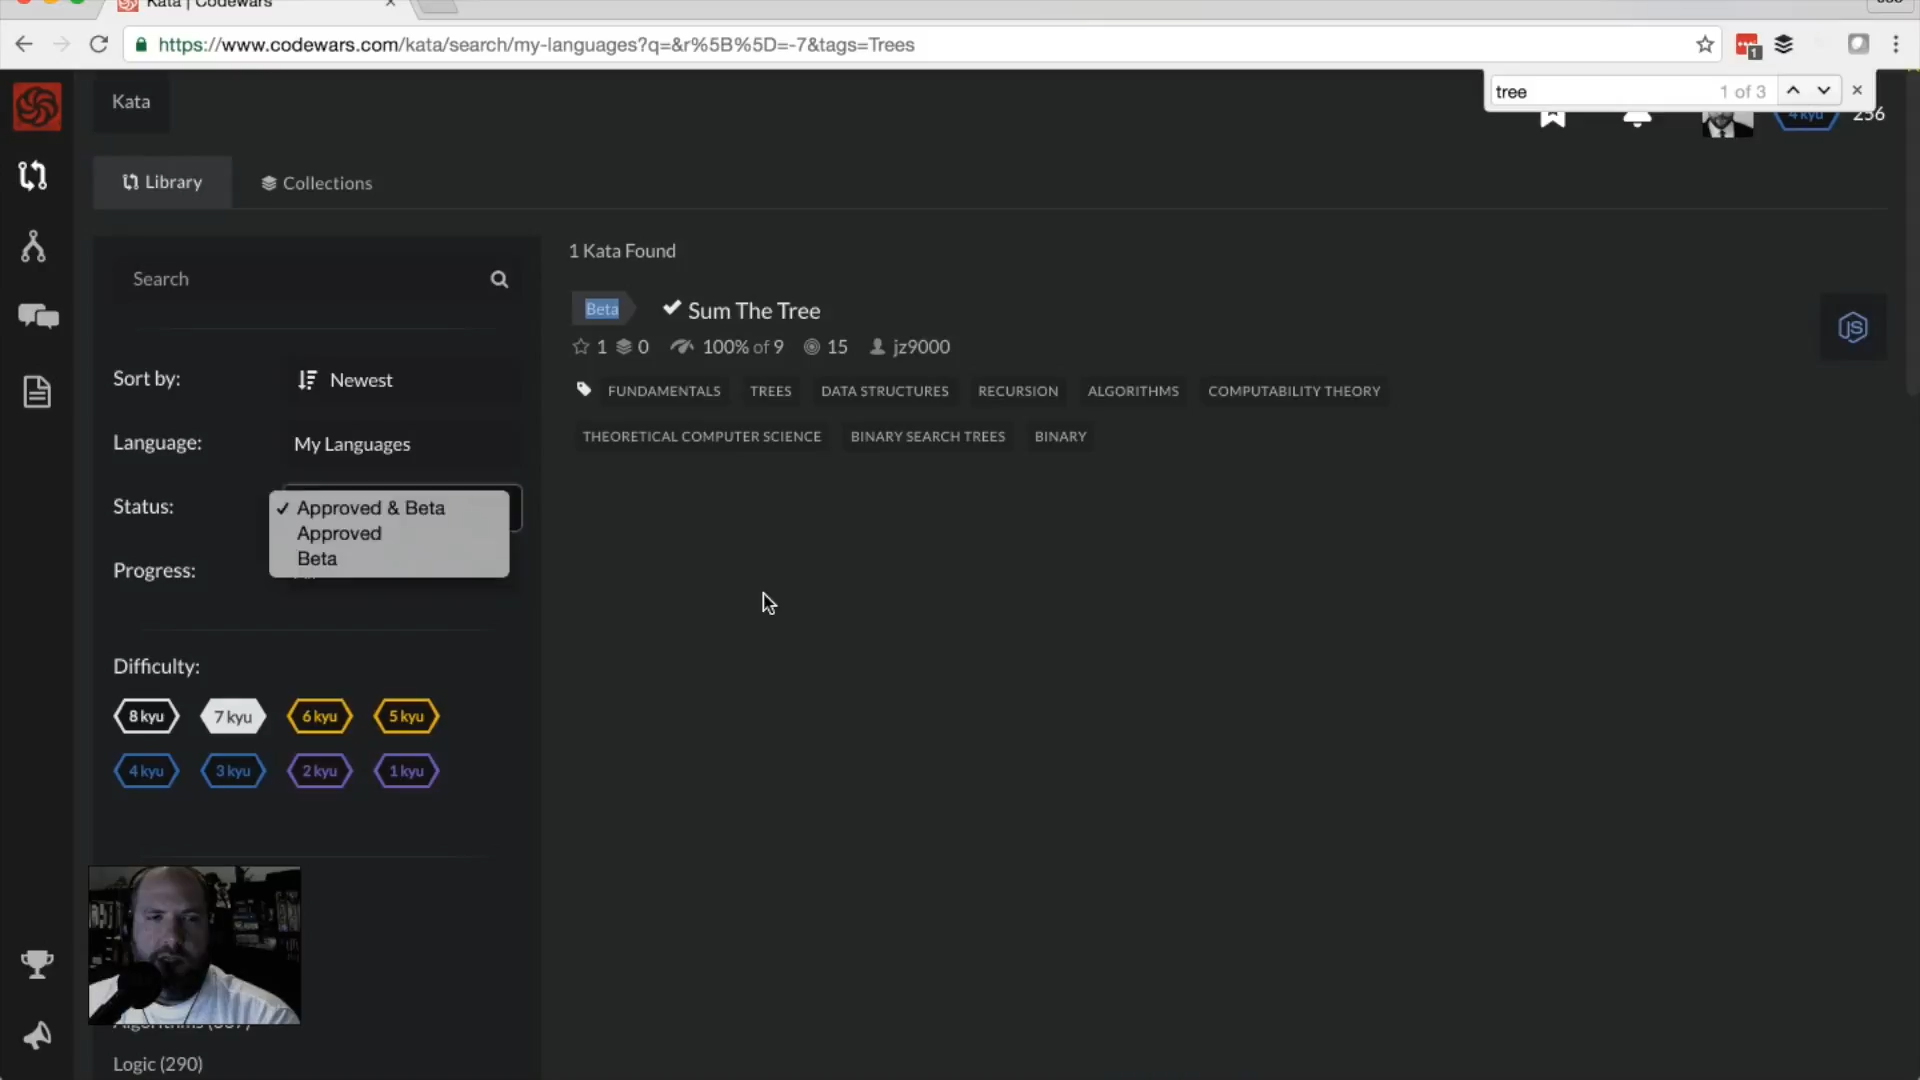 Kata | Codewars
https://www.codewars.com/kata/search/my-languages?q=&r%5B%5D=-7&tags=Trees
1
tree 1 of 3
Kata
4 kyu 256
Library Collections
Search
1 Kata Found
Beta Sum The Tree
1 0 100% of 9 15 jz9000
JS
FUNDAMENTALS TREES DATA STRUCTURES RECURSION ALGORITHMS COMPUTABILITY THEORY
THEORETICAL COMPUTER SCIENCE BINARY SEARCH TREES BINARY
Sort by: Newest
Language: My Languages
Status: Approved & Beta
Approved
Beta
Progress:
Difficulty:
8 kyu 7 kyu 6 kyu 5 kyu
4 kyu 3 kyu 2 kyu 1 kyu
Logic (290)